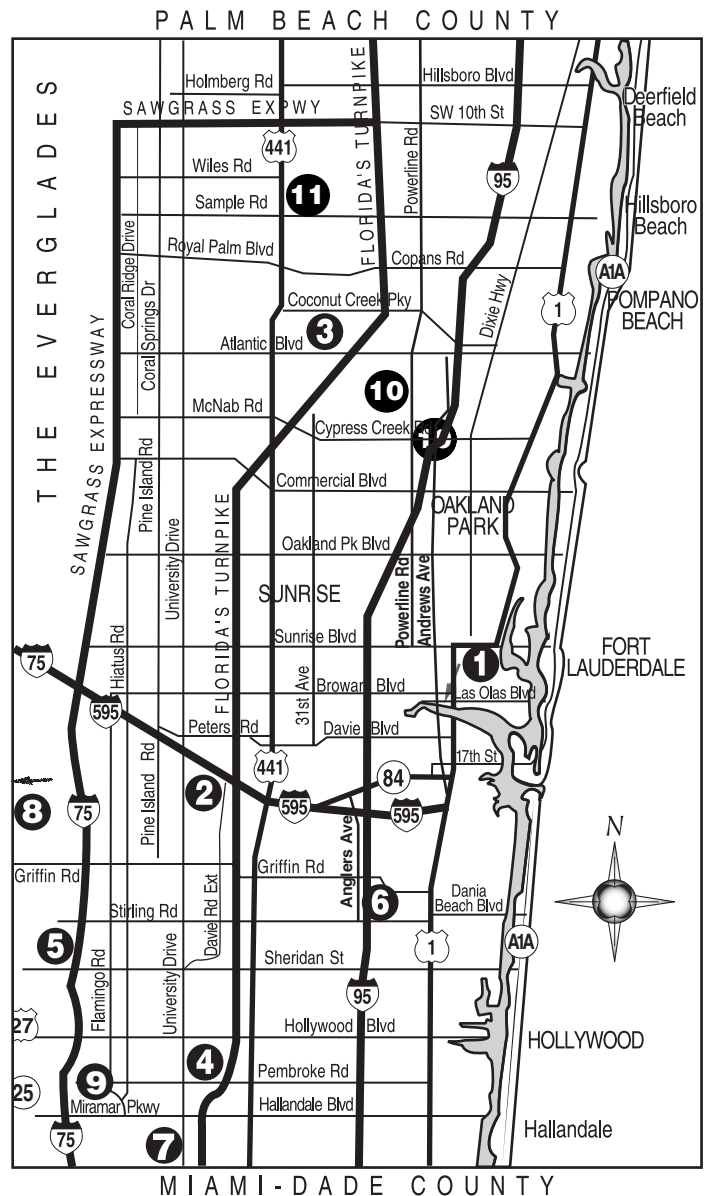 PALM BEACH COUNTY
THE EVERGLADES
Holmberg Rd
Hillsboro Blvd
Deerfield
Beach
SAWGRASS EXPWY
SW 10th St
FLORIDA'S TURNPIKE
Powerline Rd
441
95
Wiles Rd
11
Sample Rd
Hillsboro
Beach
Coral Ridge Drive
Coral Springs Dr
Royal Palm Blvd
Copans Rd
A1A
Dixie Hwy
1
POMPANO
BEACH
Coconut Creek Pky
3
Atlantic Blvd
SAWGRASS EXPRESSWAY
10
McNab Rd
Cypress Creek Rd
10
Pine Island Rd
Commercial Blvd
OAKLAND
PARK
University Drive
FLORIDA'S TURNPIKE
Oakland Pk Blvd
Powerline Rd
Andrews Ave
SUNRISE
Hiatus Rd
Sunrise Blvd
1
FORT
LAUDERDALE
75
31st Ave
Broward Blvd
Las Olas Blvd
595
Peters Rd
Davie Blvd
17th St
441
84
Pine Island Rd
2
8
75
595
595
Anglers Ave
N
Griffin Rd
Griffin Rd
Davie Rd Ext
6
Dania
Beach Blvd
Stirling Rd
5
1
A1A
Sheridan St
Flamingo Rd
University Drive
95
27
Hollywood Blvd
HOLLYWOOD
4
Pembroke Rd
9
25
Miramar Pkwy
Hallandale Blvd
75
7
Hallandale
MIAMI-DADE COUNTY